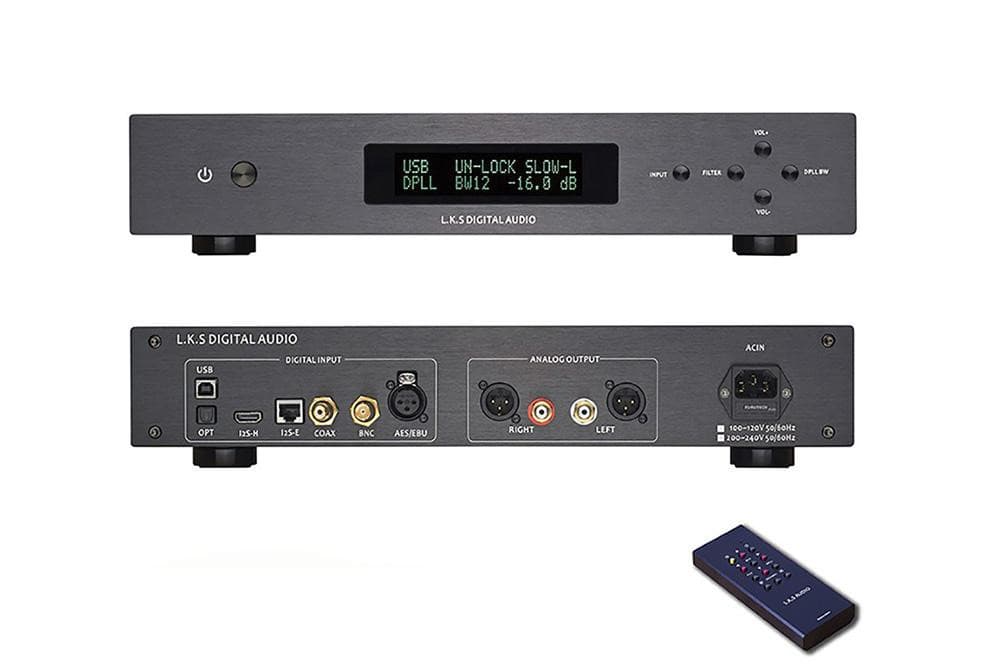 USB UN-LOCK SLOW-L
DPLL BW12 -16.0 dB
L.K.S DIGITAL AUDIO
INPUT
FILTER
VOL+
VOL-
DPLL BW
L.K.S DIGITAL AUDIO
DIGITAL INPUT
USB
OPT
I2S-H
I2S-E
COAX
BNC
AES/EBU
ANALOG OUTPUT
RIGHT
LEFT
ACIN
100-120V 50/60Hz
200-240V 50/60Hz
L.K.S AUDIO